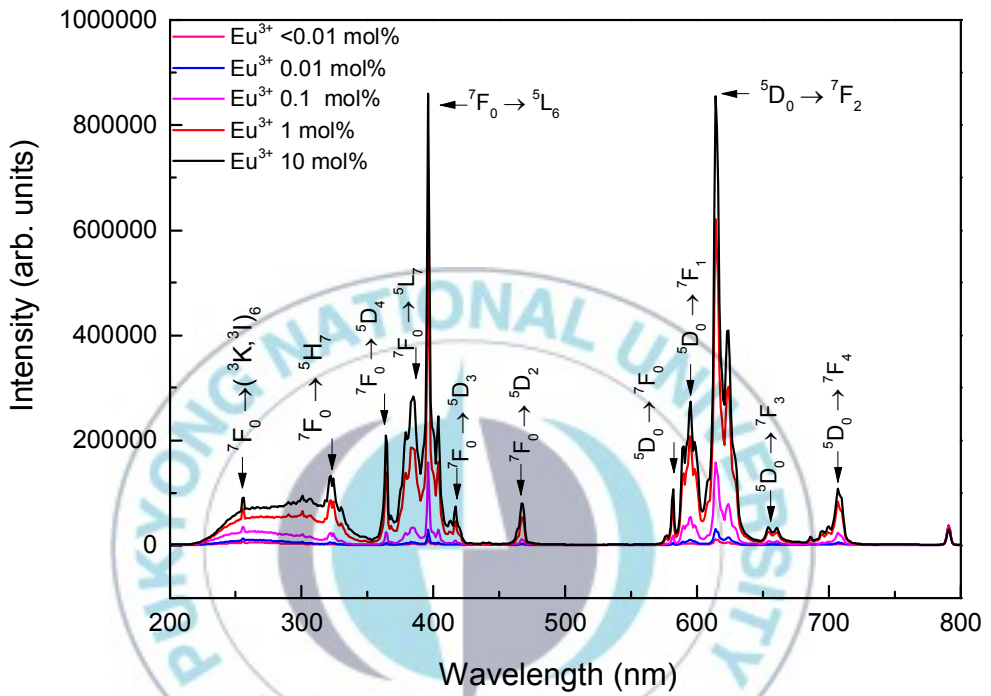 1000000
800000
600000
400000
200000
0
Intensity (arb. units)
Eu³⁺ <0.01 mol%
Eu³⁺ 0.01 mol%
Eu³⁺ 0.1 mol%
Eu³⁺ 1 mol%
Eu³⁺ 10 mol%
⁷F₀→(³K,³I)₆
⁷F₀→⁵H₇
⁷F₀→⁵D₄
⁷F₀→⁵L₇
⁷F₀→⁵L₆
⁷F₀→⁵D₃
⁷F₀→⁵D₂
⁵D₀→⁷F₀
⁵D₀→⁷F₁
⁵D₀→⁷F₂
⁵D₀→⁷F₃
⁵D₀→⁷F₄
200 300 400 500 600 700 800
Wavelength (nm)
PUKYONG NATIONAL UNIVERSITY